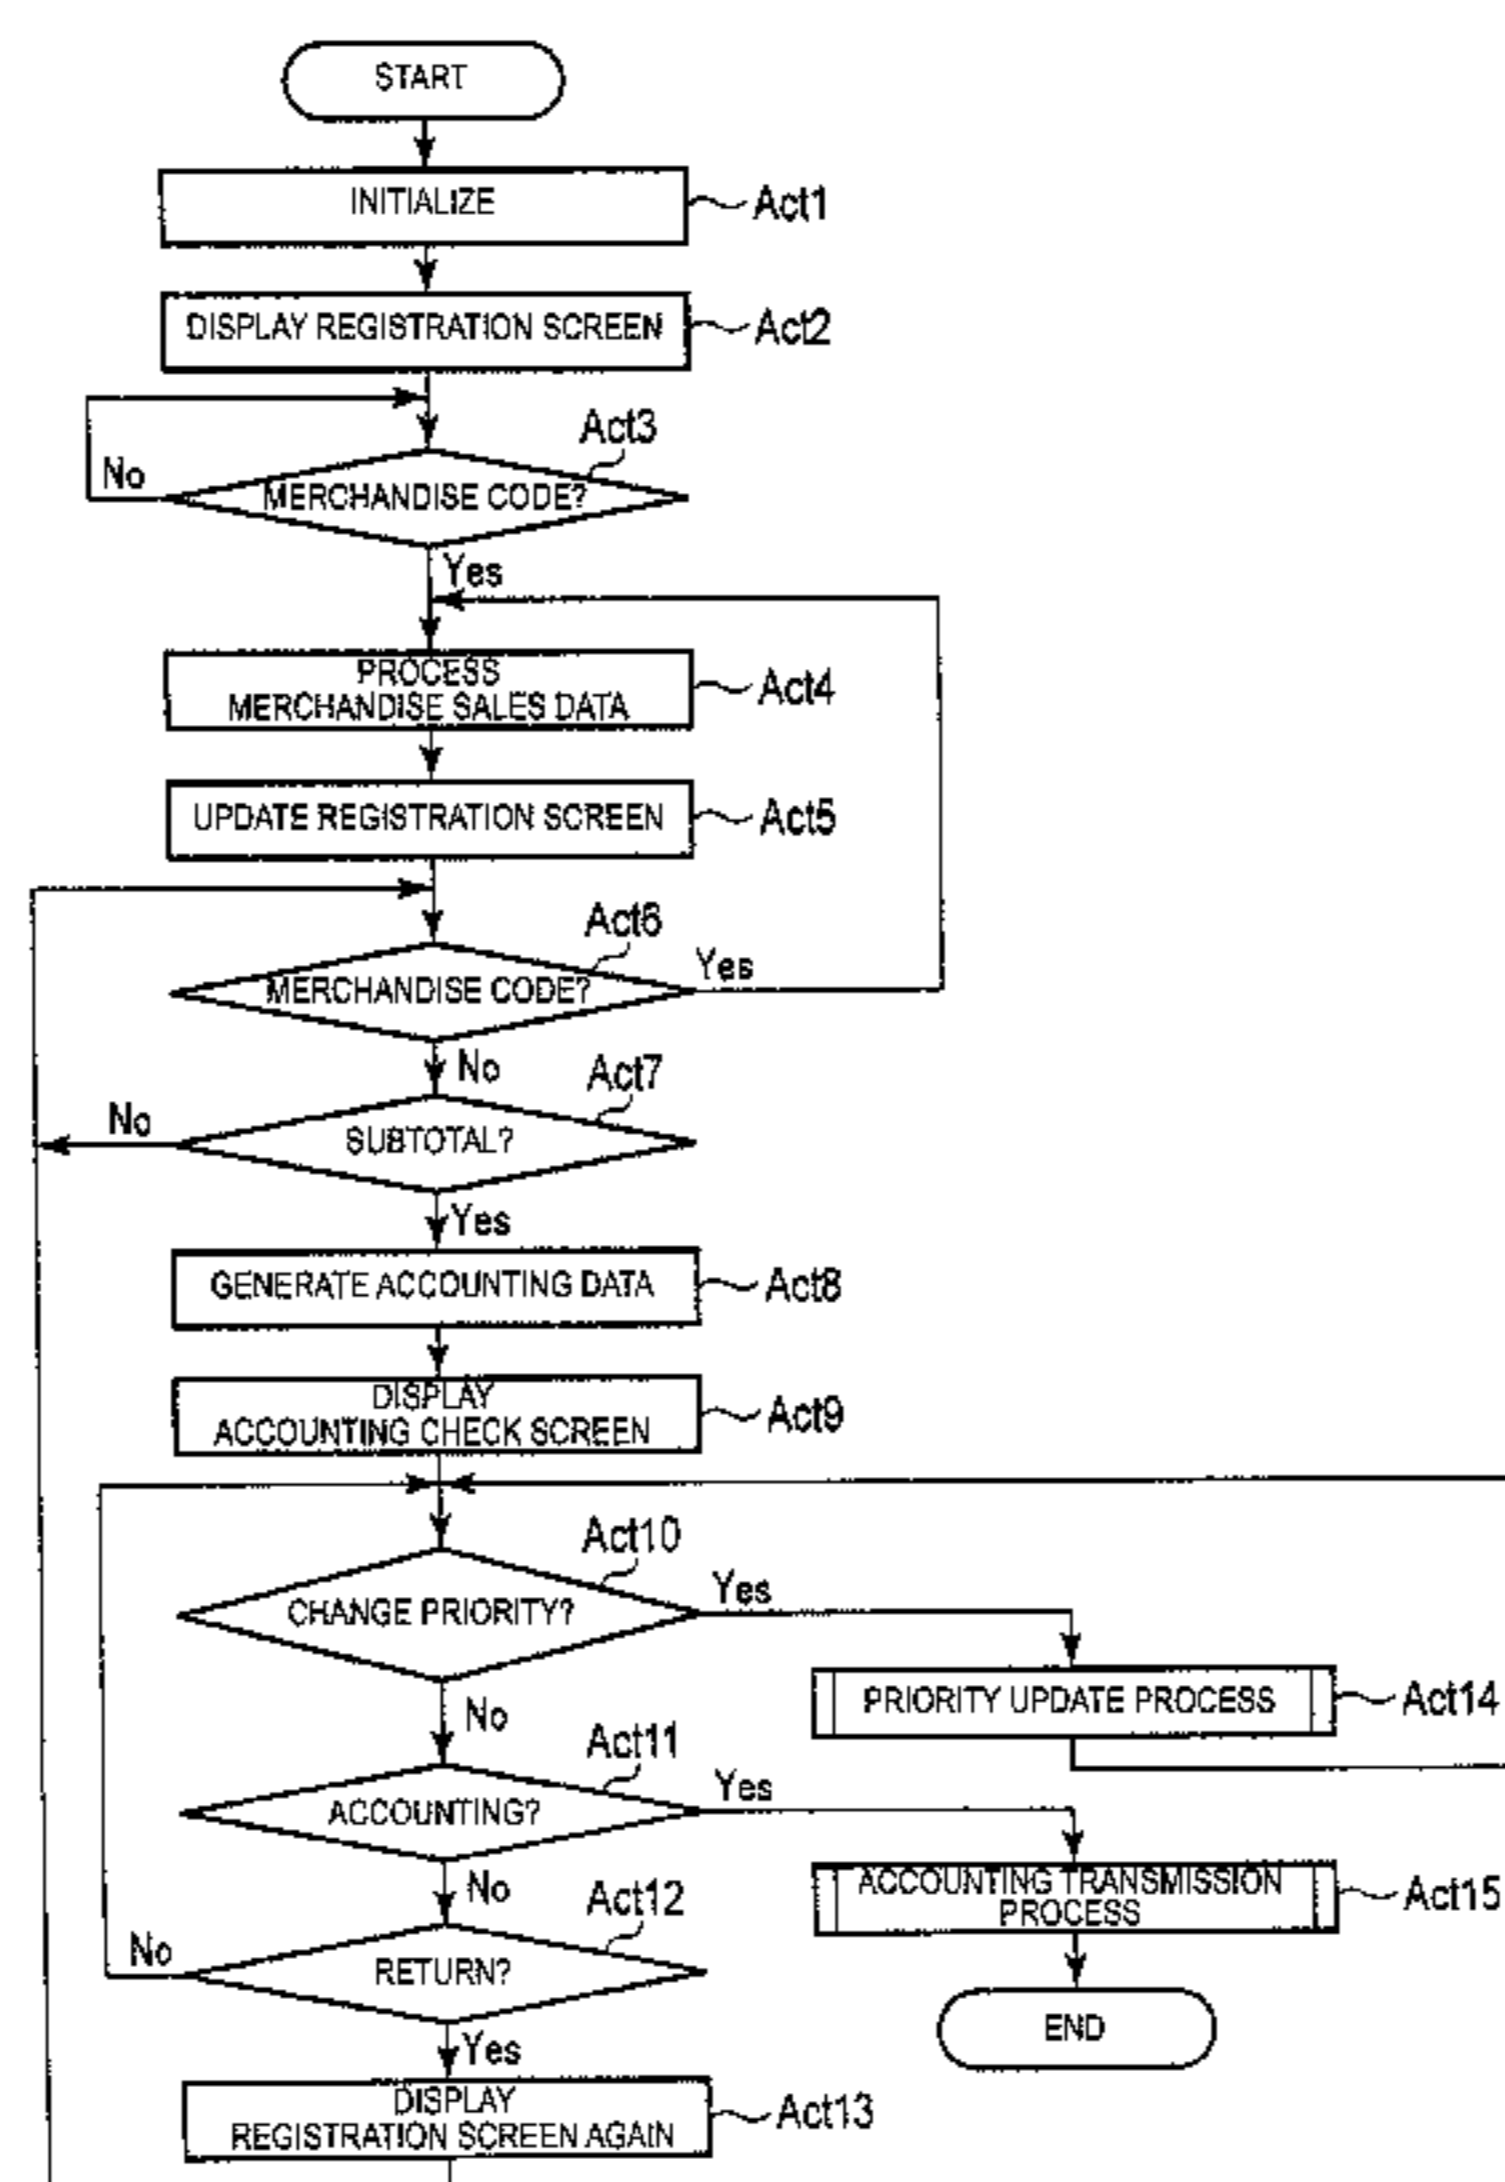 START
INITIALIZE
Act1
DISPLAY REGISTRATION SCREEN
Act2
Act3
No
MERCHANDISE CODE?
Yes
PROCESS
MERCHANDISE SALES DATA
Act4
UPDATE REGISTRATION SCREEN
Act5
Act6
MERCHANDISE CODE?
Yes
No
Act7
No
SUBTOTAL?
Yes
GENERATE ACCOUNTING DATA
Act8
DISPLAY
ACCOUNTING CHECK SCREEN
Act9
Act10
CHANGE PRIORITY?
Yes
PRIORITY UPDATE PROCESS
Act14
No
Act11
ACCOUNTING?
Yes
ACCOUNTING TRANSMISSION
PROCESS
Act15
No
Act12
No
RETURN?
END
Yes
DISPLAY
REGISTRATION SCREEN AGAIN
Act13